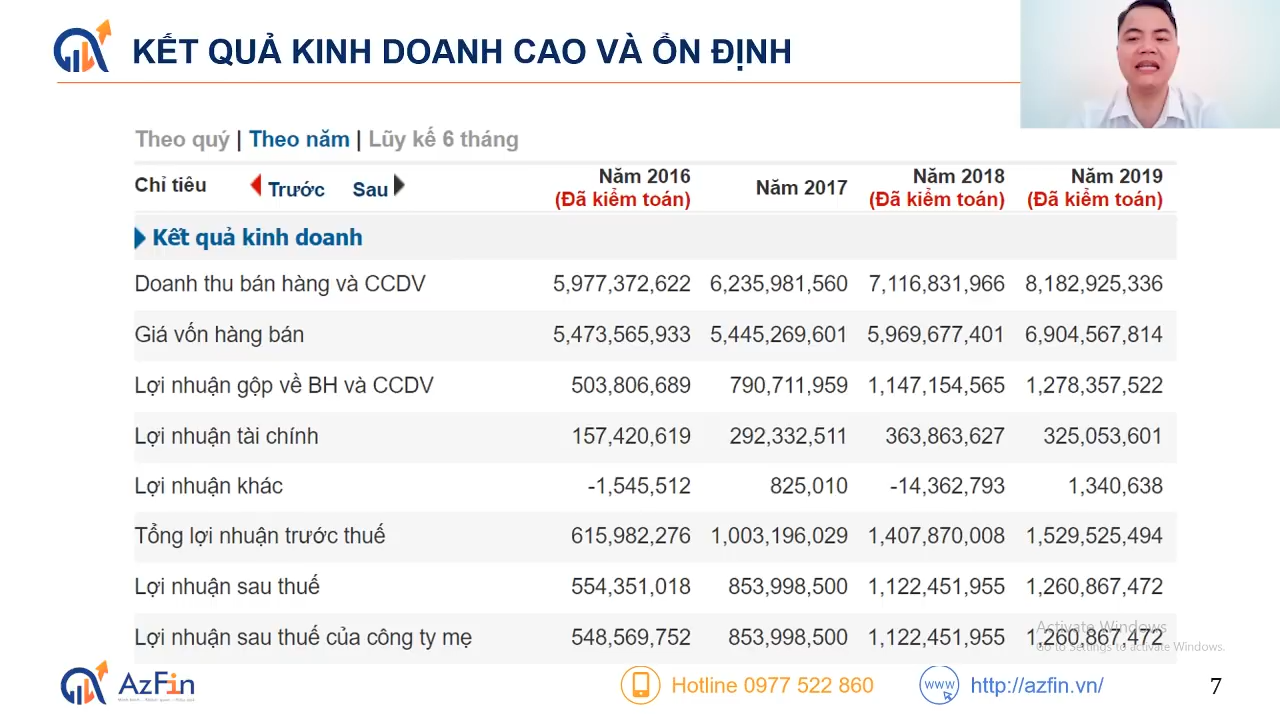 KẾT QUẢ KINH DOANH CAO VÀ ỔN ĐỊNH
Theo quý | Theo năm | Lũy kế 6 tháng
Chỉ tiêu Trước Sau Năm 2016 (Đã kiểm toán) Năm 2017 Năm 2018 (Đã kiểm toán) Năm 2019 (Đã kiểm toán)
Kết quả kinh doanh
Doanh thu bán hàng và CCDV 5,977,372,622 6,235,981,560 7,116,831,966 8,182,925,336
Giá vốn hàng bán 5,473,565,933 5,445,269,601 5,969,677,401 6,904,567,814
Lợi nhuận gộp về BH và CCDV 503,806,689 790,711,959 1,147,154,565 1,278,357,522
Lợi nhuận tài chính 157,420,619 292,332,511 363,863,627 325,053,601
Lợi nhuận khác -1,545,512 825,010 -14,362,793 1,340,638
Tổng lợi nhuận trước thuế 615,982,276 1,003,196,029 1,407,870,008 1,529,525,494
Lợi nhuận sau thuế 554,351,018 853,998,500 1,122,451,955 1,260,867,472
Lợi nhuận sau thuế của công ty mẹ 548,569,752 853,998,500 1,122,451,955 1,260,867,472
Activate Windows
Go to Settings to activate Windows.
AzFin
Hotline 0977 522 860
www http://azfin.vn/
7